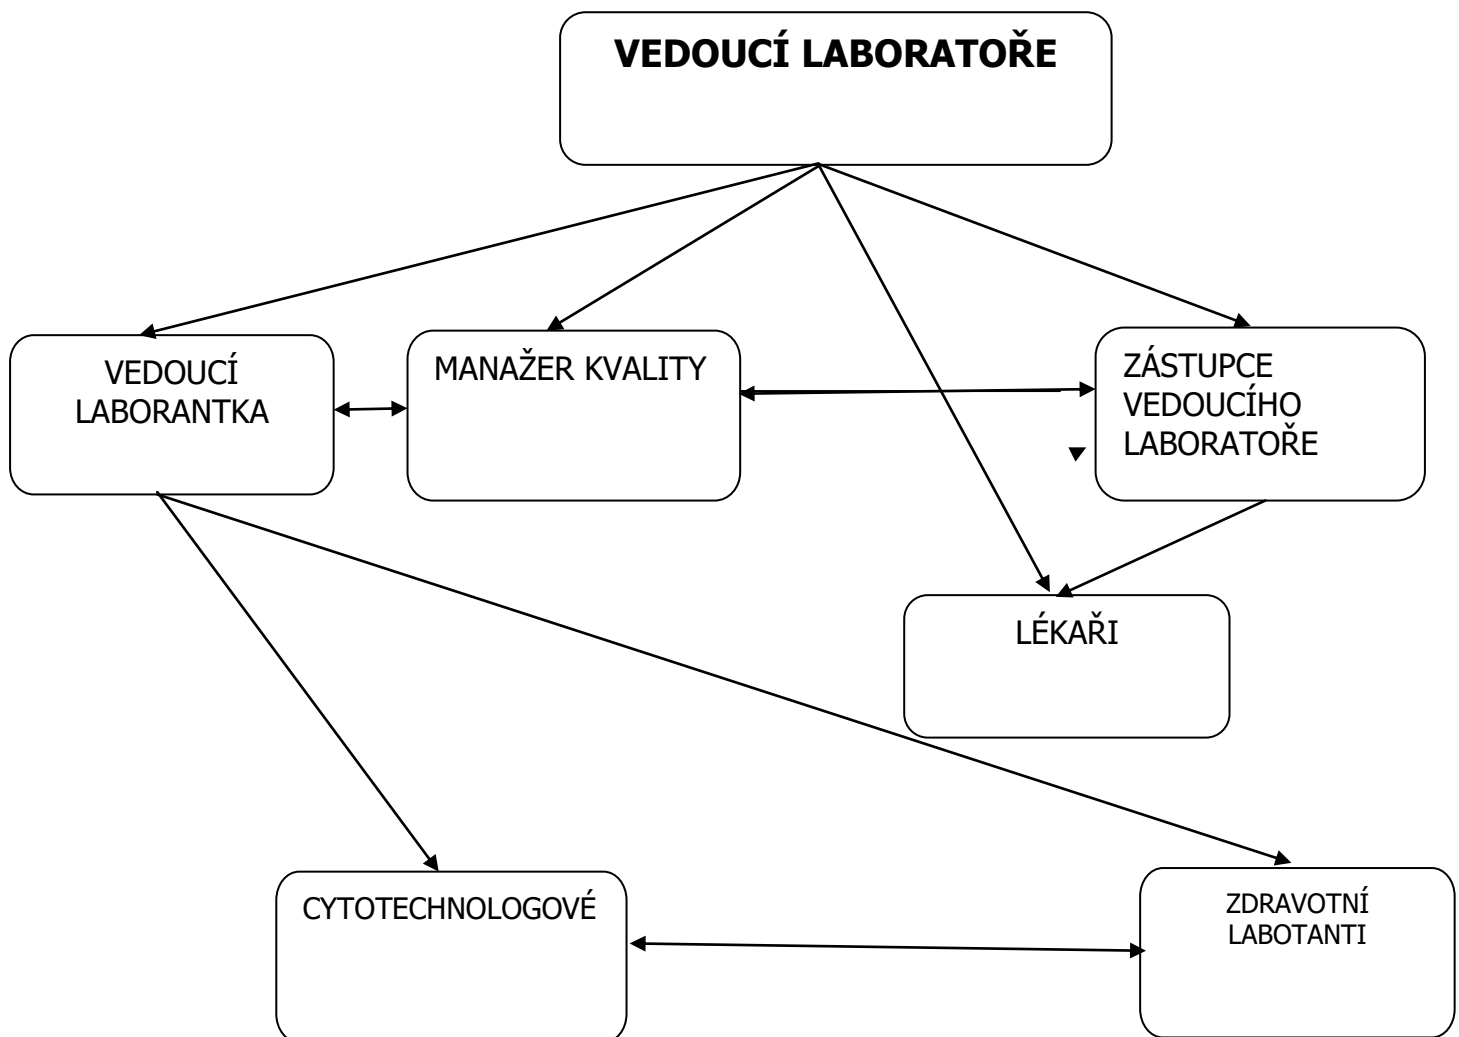 VEDOUCÍ LABORATOŘE
VEDOUCÍ
LABORANTKA
MANAŽER KVALITY
ZÁSTUPCE
VEDOUCÍHO
LABORATOŘE
LÉKAŘI
CYTOTECHNOLOGOVÉ
ZDRAVOTNÍ
LABOTANTI